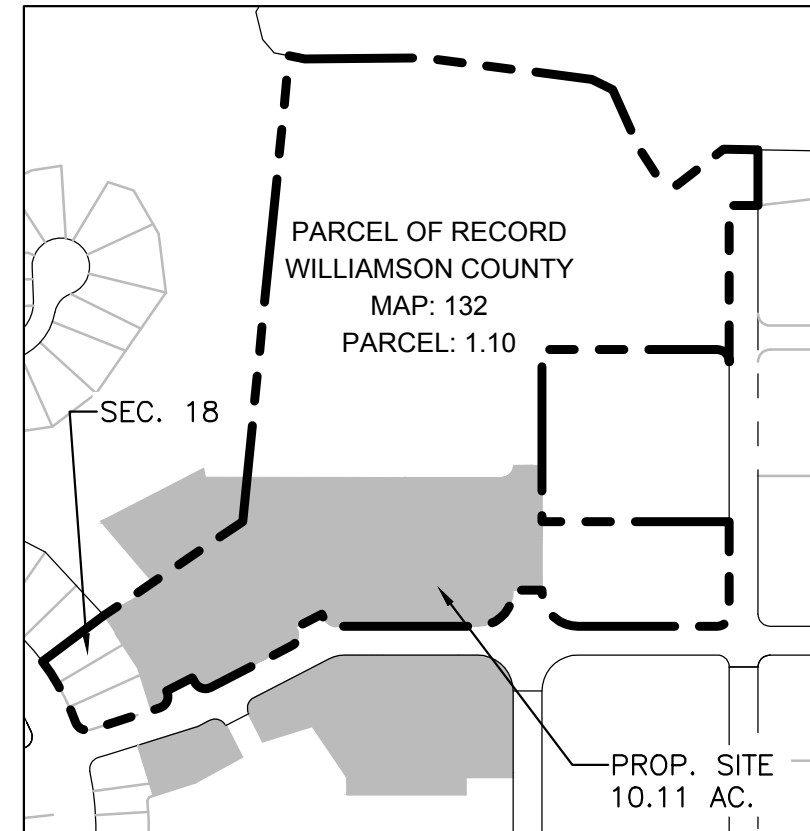 PARCEL OF RECORD
WILLIAMSON COUNTY
MAP: 132
PARCEL: 1.10
SEC. 18
PROP. SITE
10.11 AC.